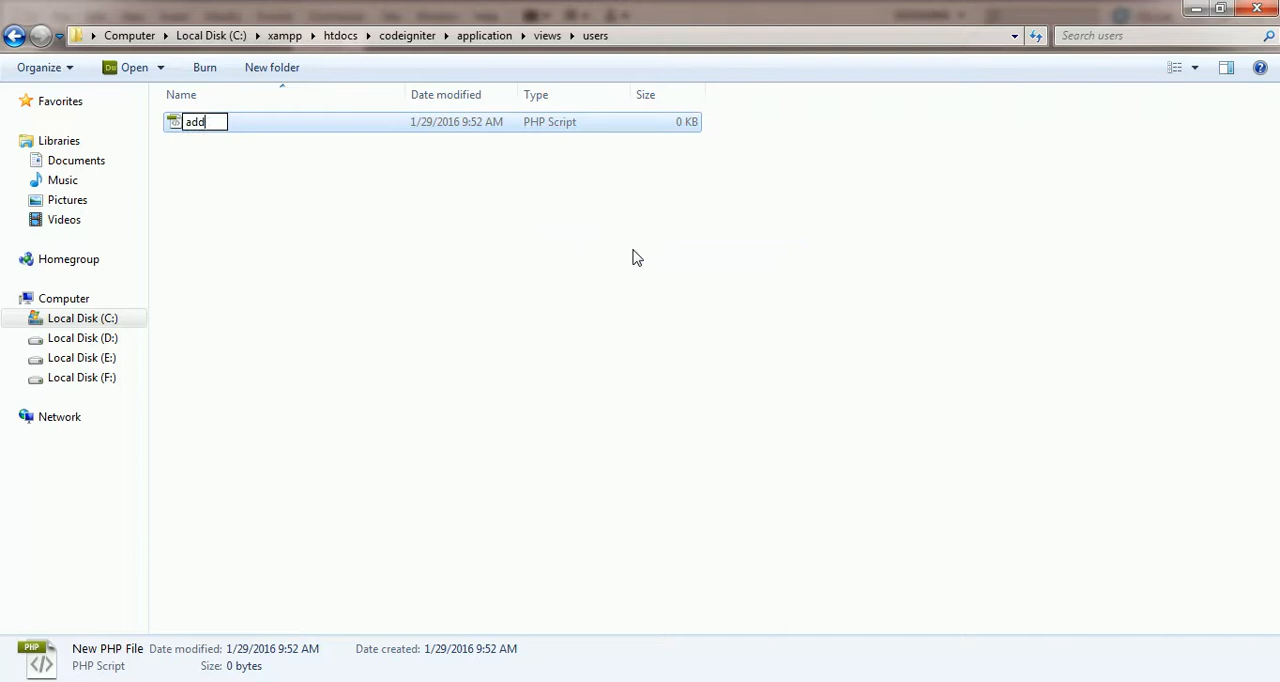 Computer Local Disk (C:) xampp htdocs codeigniter application views users
Search users
Organize Du Open Burn New folder
Name Date modified Type Size
add 1/29/2016 9:52 AM PHP Script 0 KB
Favorites
Libraries
Documents
Music
Pictures
Videos
Homegroup
Computer
Local Disk (C:)
Local Disk (D:)
Local Disk (E:)
Local Disk (F:)
Network
PHP
New PHP File Date modified: 1/29/2016 9:52 AM Date created: 1/29/2016 9:52 AM
PHP Script Size: 0 bytes